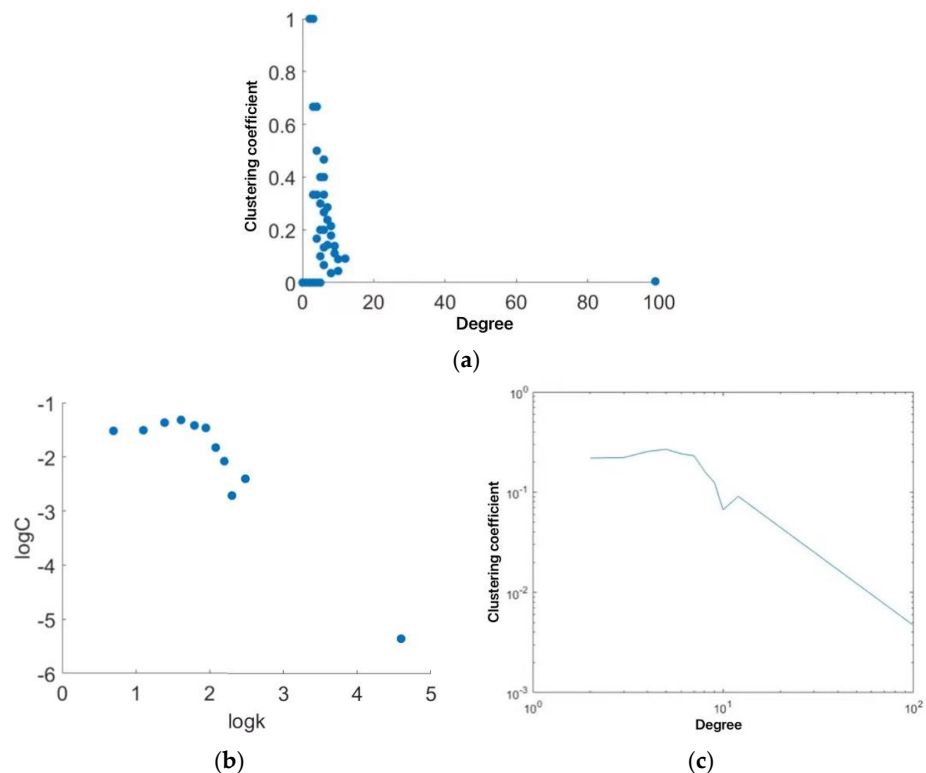 1
0.8
0.6
0.4
0.2
0
Clustering coefficient
0 20 40 60 80 100
Degree
(a)
-1
-2
-3
-4
-5
-6
logC
0 1 2 3 4 5
logk
(b)
10^0
10^-1
10^-2
10^-3
Clustering coefficient
10^0 10^1 10^2
Degree
(c)